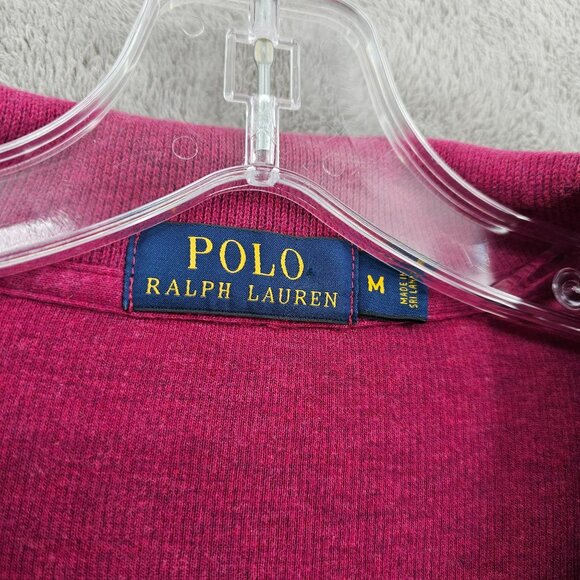 POLO
RALPH LAUREN
M
MADE IN
SRI LANKA